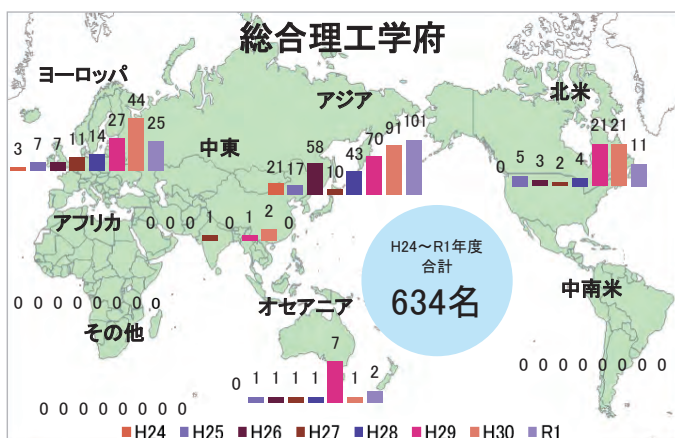 総合理工学府
ヨーロッパ
3 7 7 11 14 27 44 25
アジア
21 17 58 10 43 70 91 101
北米
0 5 3 2 4 21 21 11
中東
0 0 0 1 0 1 2 0
アフリカ
0 0 0 0 0 0 0 0
H24～R1年度
合計
634名
中南米
0 0 0 0 0 0 0 0
オセアニア
0 1 1 1 1 7 1 2
その他
0 0 0 0 0 0 0 0
H24 H25 H26 H27 H28 H29 H30 R1